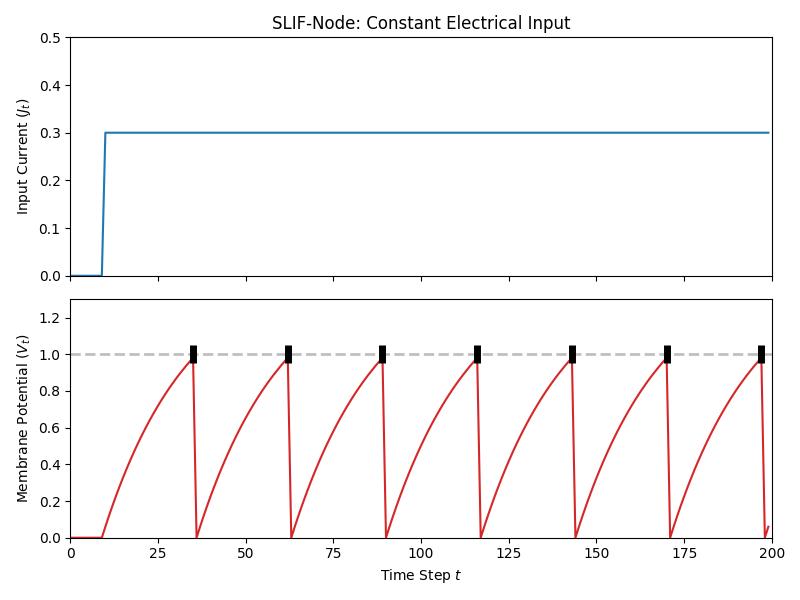 SLIF-Node: Constant Electrical Input
0.5
0.4
0.3
0.2
0.1
0.0
Input Current (Jt)
1.2
1.0
0.8
0.6
0.4
0.2
0.0
Membrane Potential (Vt)
0 25 50 75 100 125 150 175 200
Time Step t